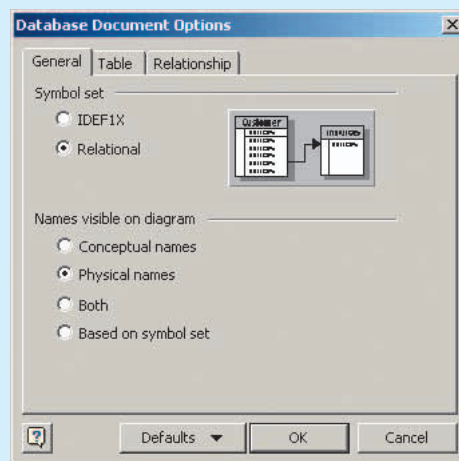 Database Document Options
General Table Relationship
Symbol set
IDEF1X
Relational
Customer
Names visible on diagram
Conceptual names
Physical names
Both
Based on symbol set
Defaults OK Cancel